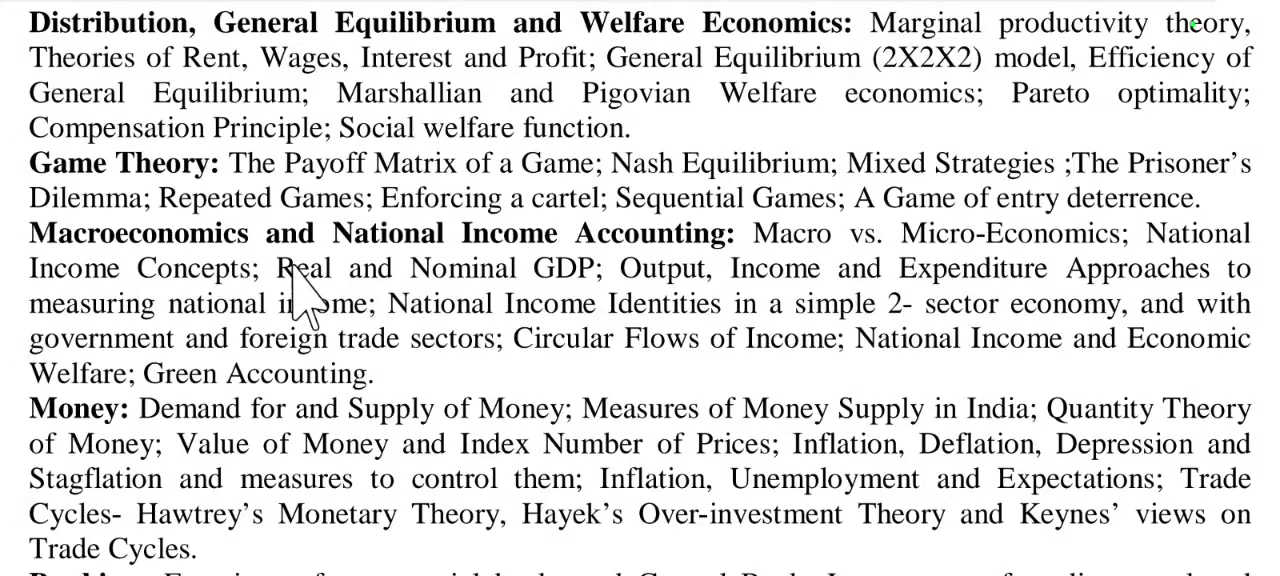 Distribution, General Equilibrium and Welfare Economics: Marginal productivity theory,
Theories of Rent, Wages, Interest and Profit; General Equilibrium (2X2X2) model, Efficiency of
General Equilibrium; Marshallian and Pigovian Welfare economics; Pareto optimality;
Compensation Principle; Social welfare function.
Game Theory: The Payoff Matrix of a Game; Nash Equilibrium; Mixed Strategies ;The Prisoner’s
Dilemma; Repeated Games; Enforcing a cartel; Sequential Games; A Game of entry deterrence.
Macroeconomics and National Income Accounting: Macro vs. Micro-Economics; National
Income Concepts; Real and Nominal GDP; Output, Income and Expenditure Approaches to
measuring national income; National Income Identities in a simple 2- sector economy, and with
government and foreign trade sectors; Circular Flows of Income; National Income and Economic
Welfare; Green Accounting.
Money: Demand for and Supply of Money; Measures of Money Supply in India; Quantity Theory
of Money; Value of Money and Index Number of Prices; Inflation, Deflation, Depression and
Stagflation and measures to control them; Inflation, Unemployment and Expectations; Trade
Cycles- Hawtrey’s Monetary Theory, Hayek’s Over-investment Theory and Keynes’ views on
Trade Cycles.